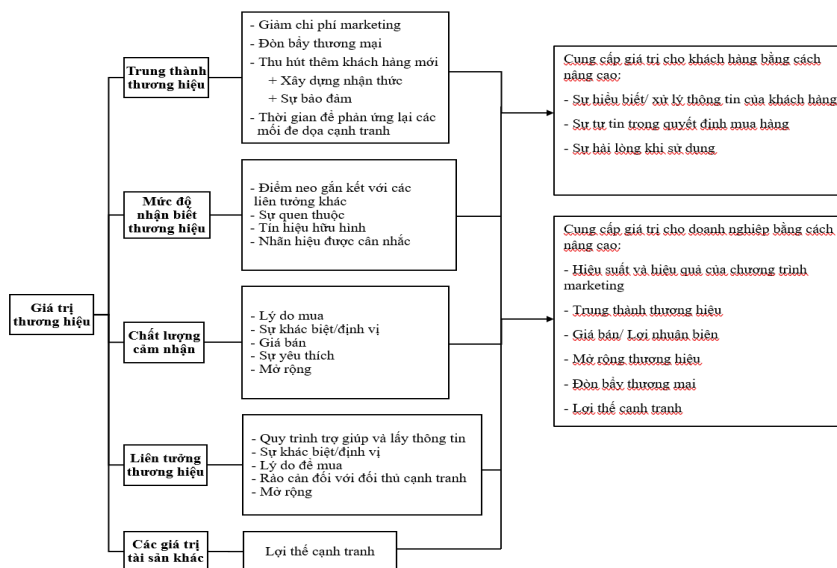 Giá trị
thương hiệu
Trung thành
thương hiệu
- Giảm chi phí marketing
- Đòn bẩy thương mại
- Thu hút thêm khách hàng mới
+ Xây dựng nhận thức
+ Sự bảo đảm
- Thời gian để phản ứng lại các
mối đe dọa cạnh tranh
Mức độ
nhận biết
thương hiệu
- Điểm neo gắn kết với các
liên tưởng khác
- Sự quen thuộc
- Tín hiệu hữu hình
- Nhãn hiệu được cân nhắc
Chất lượng
cảm nhận
- Lý do mua
- Sự khác biệt/định vị
- Giá bán
- Sự yêu thích
- Mở rộng
Liên tưởng
thương hiệu
- Quy trình trợ giúp và lấy thông tin
- Sự khác biệt/định vị
- Lý do để mua
- Rào cản đối với đối thủ cạnh tranh
- Mở rộng
Các giá trị
tài sản khác
Lợi thế cạnh tranh
Cung cấp giá trị cho khách hàng bằng cách
nâng cao:
- Sự hiểu biết/ xử lý thông tin của khách hàng
- Sự tự tin trong quyết định mua hàng
- Sự hài lòng khi sử dụng
Cung cấp giá trị cho doanh nghiệp bằng cách
nâng cao:
- Hiệu suất và hiệu quả của chương trình
marketing
- Trung thành thương hiệu
- Giá bán/ Lợi nhuận biên
- Mở rộng thương hiệu
- Đòn bẩy thương mại
- Lợi thế cạnh tranh